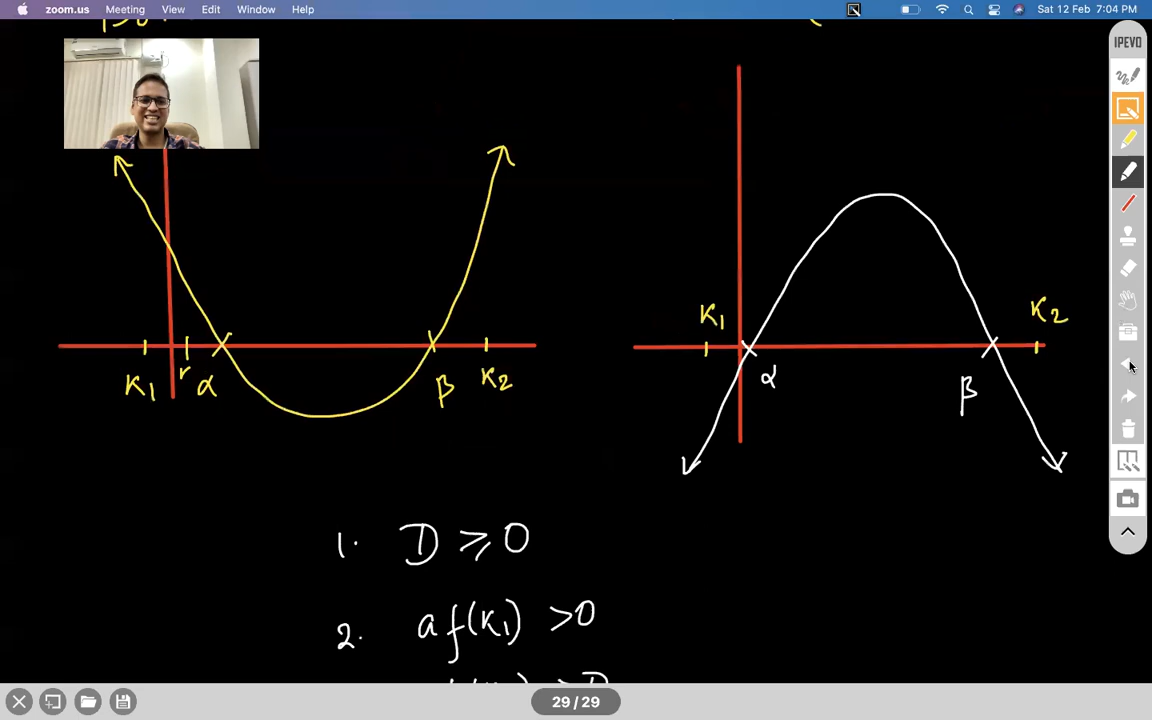 zoom.us Meeting View Edit Window Help Sat 12 Feb 7:04 PM
IPEVO
K₁ K₂
K₁ r α β K₂
α β
1. D ⩾ 0
2. a f(K₁) >0
29 / 29